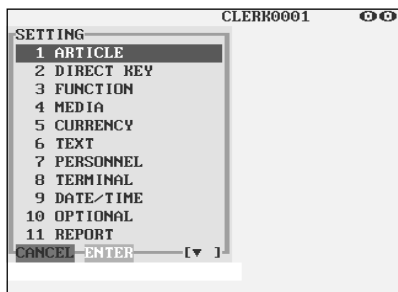 CLERK0001
SETTING
1 ARTICLE
2 DIRECT KEY
3 FUNCTION
4 MEDIA
5 CURRENCY
6 TEXT
7 PERSONNEL
8 TERMINAL
9 DATE/TIME
10 OPTIONAL
11 REPORT
CANCEL ENTER [▼ ]